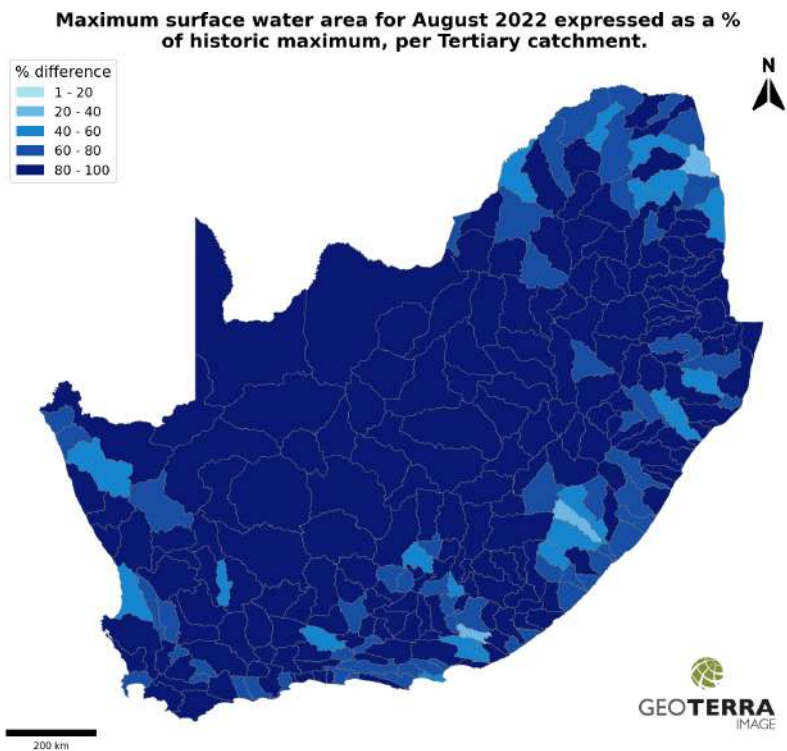 Maximum surface water area for August 2022 expressed as a %
of historic maximum, per Tertiary catchment.
% difference
1 - 20
20 - 40
40 - 60
60 - 80
80 - 100
N
GEOTERRA
IMAGE
200 km